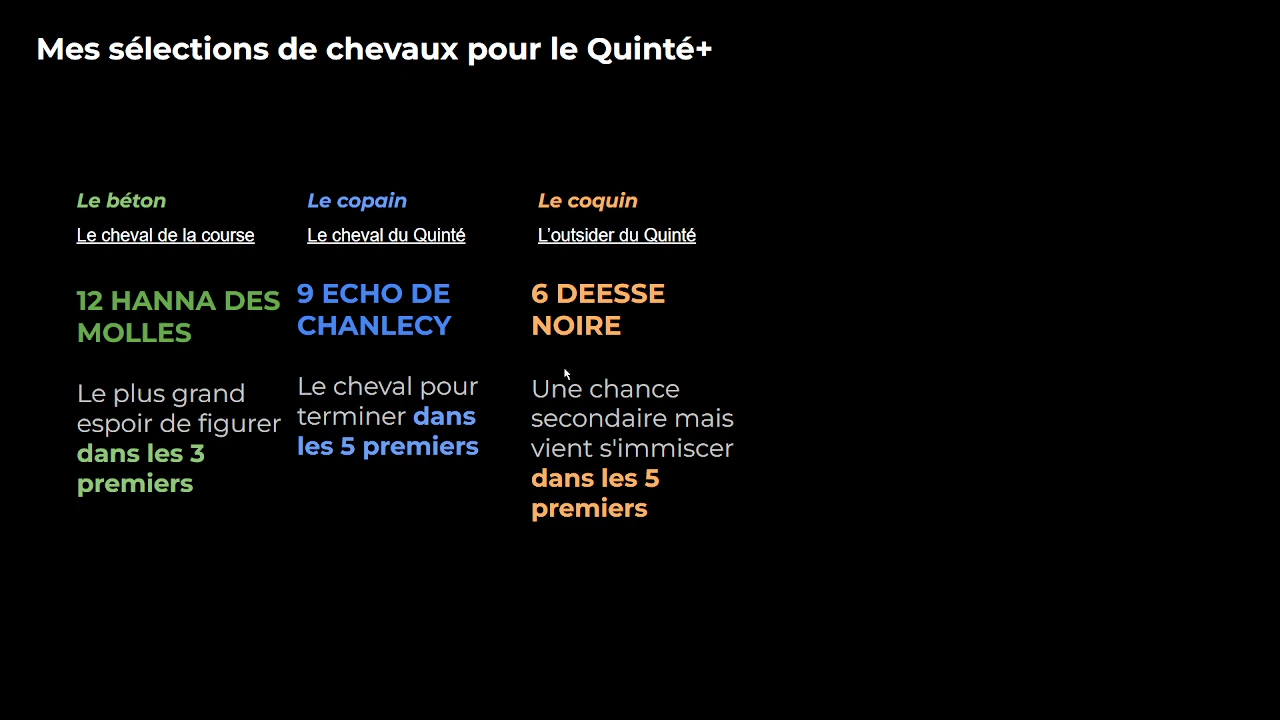 Mes sélections de chevaux pour le Quinté+
Le béton
Le cheval de la course
12 HANNA DES
MOLLES
Le plus grand
espoir de figurer
dans les 3
premiers
Le copain
Le cheval du Quinté
9 ECHO DE
CHANLECY
Le cheval pour
terminer dans
les 5 premiers
Le coquin
L'outsider du Quinté
6 DEESSE
NOIRE
Une chance
secondaire mais
vient s'immiscer
dans les 5
premiers